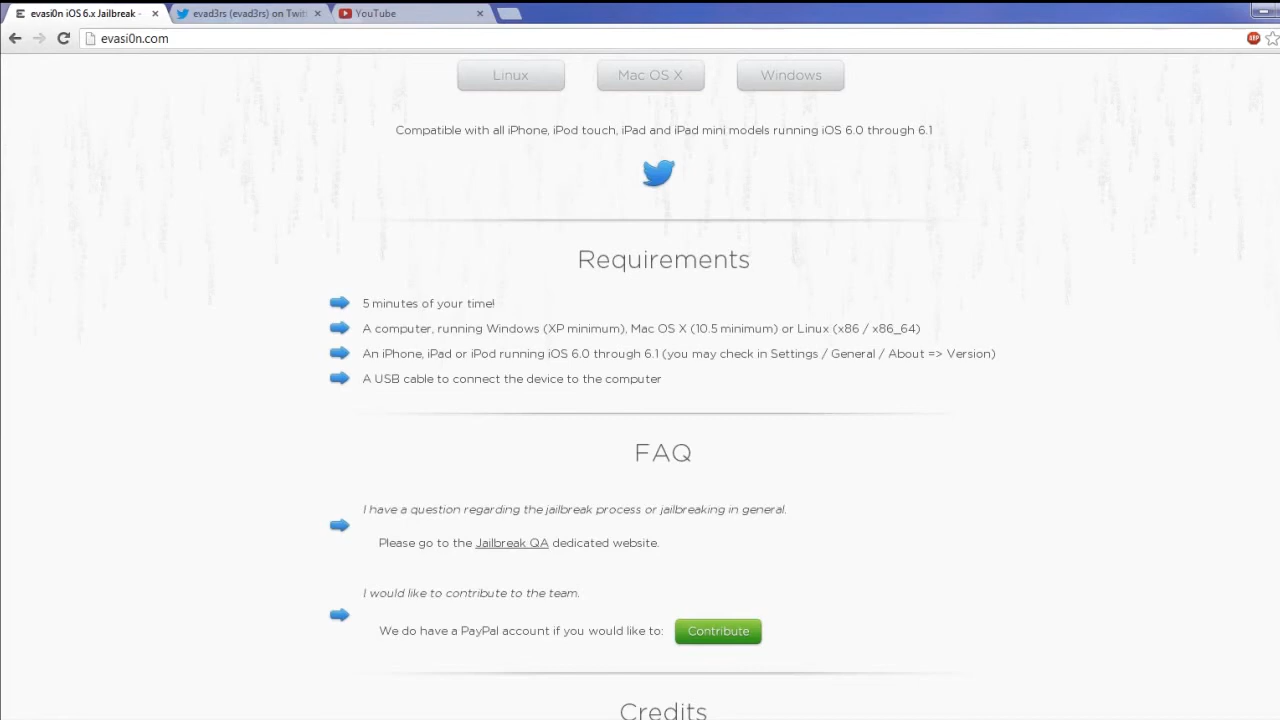 evasi0n iOS 6.x Jailbreak -
evad3rs (evad3rs) on Twitt
YouTube
evasi0n.com
ABP
Linux
Mac OS X
Windows
Compatible with all iPhone, iPod touch, iPad and iPad mini models running iOS 6.0 through 6.1
Requirements
5 minutes of your time!
A computer, running Windows (XP minimum), Mac OS X (10.5 minimum) or Linux (x86 / x86_64)
An iPhone, iPad or iPod running iOS 6.0 through 6.1 (you may check in Settings / General / About => Version)
A USB cable to connect the device to the computer
FAQ
I have a question regarding the jailbreak process or jailbreaking in general.
Please go to the Jailbreak QA dedicated website.
I would like to contribute to the team.
We do have a PayPal account if you would like to:
Contribute
Credits